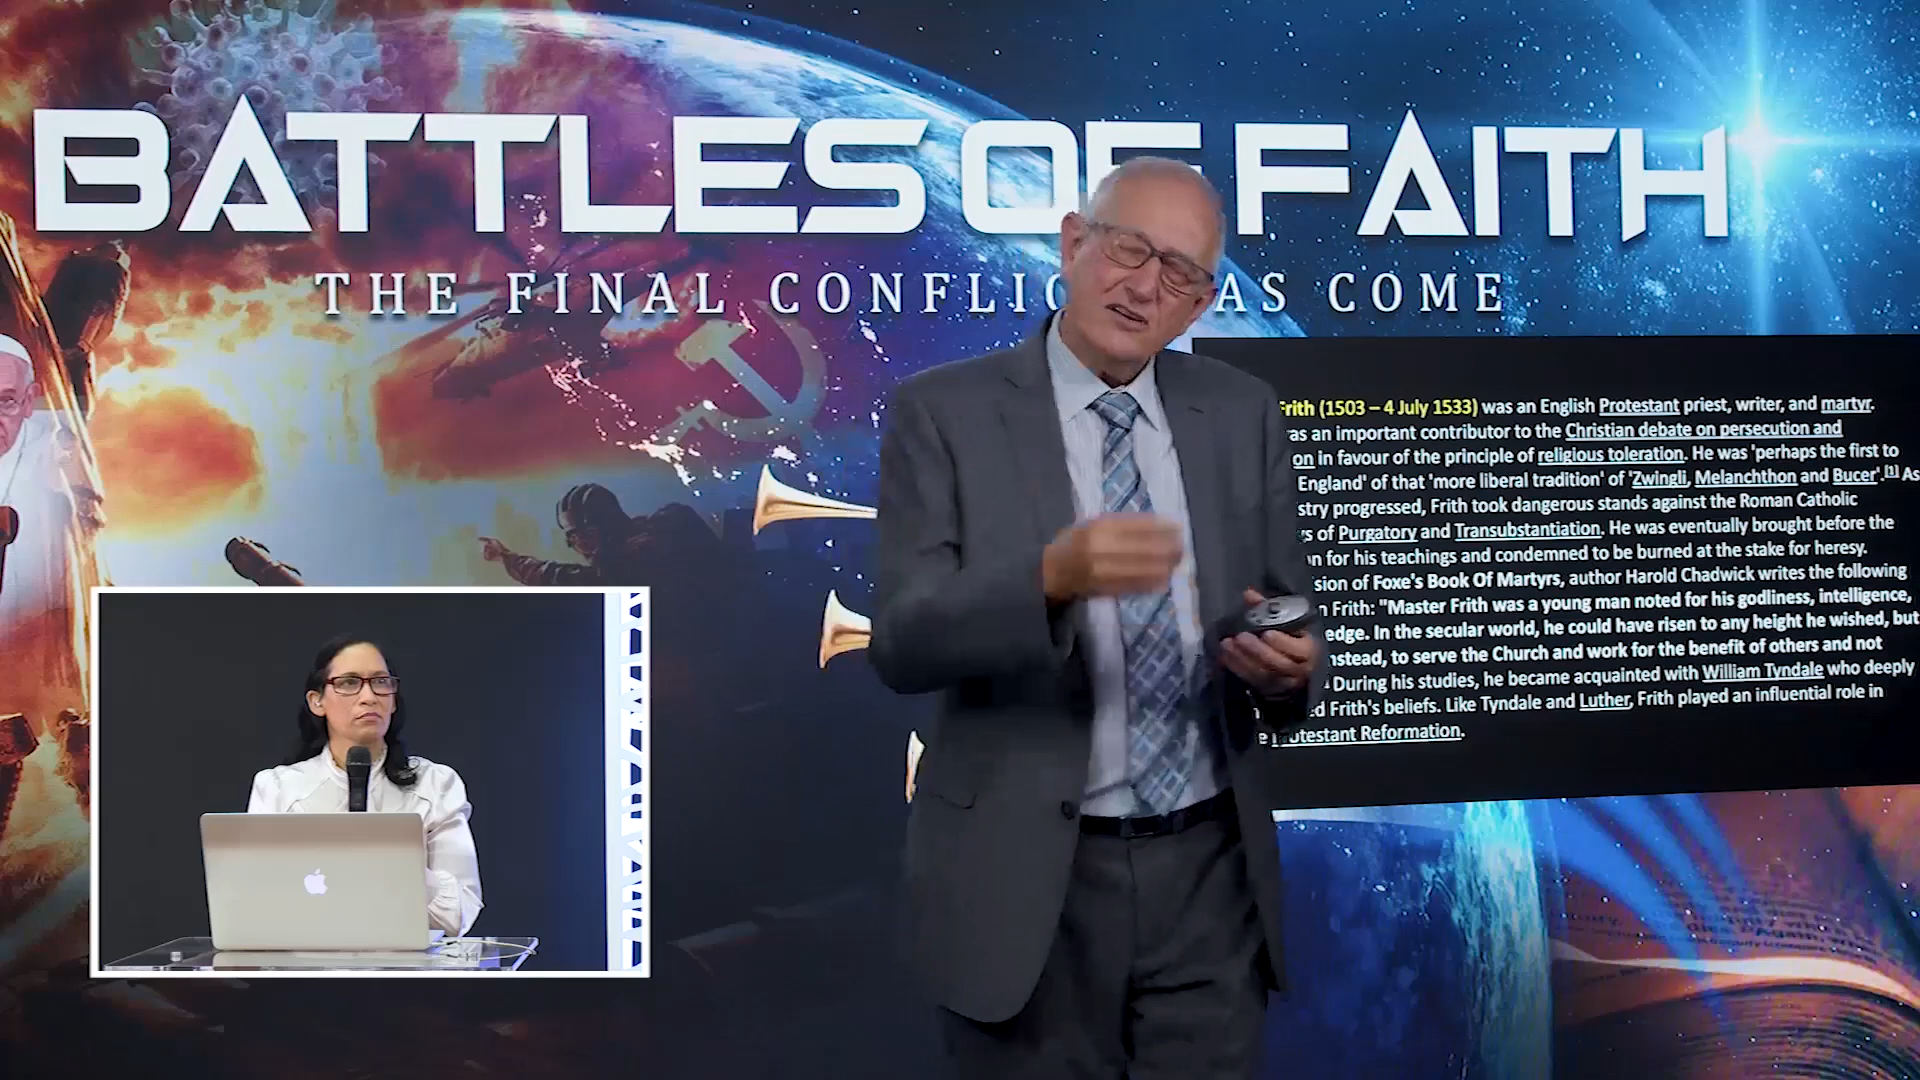 BATTLES OF FAITH
THE FINAL CONFLIC AS COME
Frith (1503 – 4 July 1533) was an English Protestant priest, writer, and martyr.
as an important contributor to the Christian debate on persecution and
on in favour of the principle of religious toleration. He was 'perhaps the first to
England' of that 'more liberal tradition' of 'Zwingli, Melanchthon and Bucer'.[1] As
stry progressed, Frith took dangerous stands against the Roman Catholic
s of Purgatory and Transubstantiation. He was eventually brought before the
n for his teachings and condemned to be burned at the stake for heresy.
sion of Foxe's Book Of Martyrs, author Harold Chadwick writes the following
n Frith: "Master Frith was a young man noted for his godliness, intelligence,
edge. In the secular world, he could have risen to any height he wished, but
nstead, to serve the Church and work for the benefit of others and not
During his studies, he became acquainted with William Tyndale who deeply
ed Frith's beliefs. Like Tyndale and Luther, Frith played an influential role in
e Protestant Reformation.